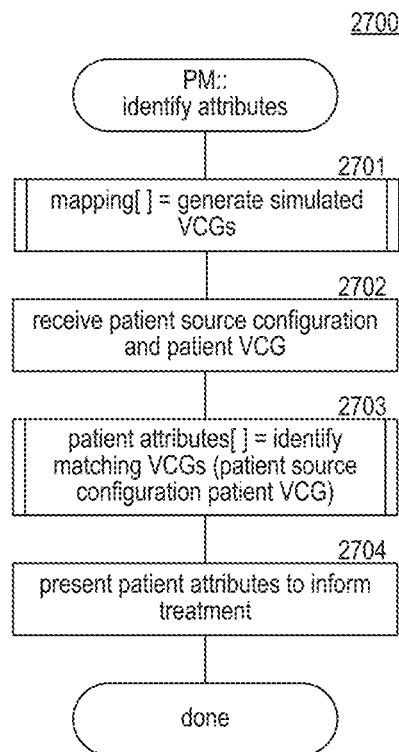 2700
PM::
identify attributes
2701
mapping[ ] = generate simulated
VCGs
2702
receive patient source configuration
and patient VCG
2703
patient attributes[ ] = identify
matching VCGs (patient source
configuration patient VCG)
2704
present patient attributes to inform
treatment
done